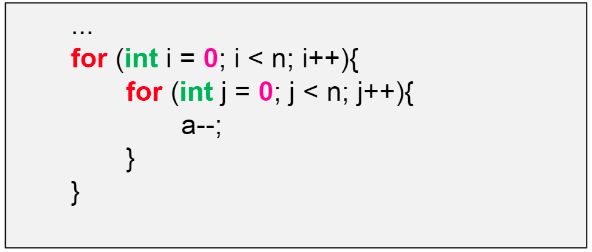 ...
for (int i = 0; i < n; i++){
for (int j = 0; j < n; j++){
a--;
}
}